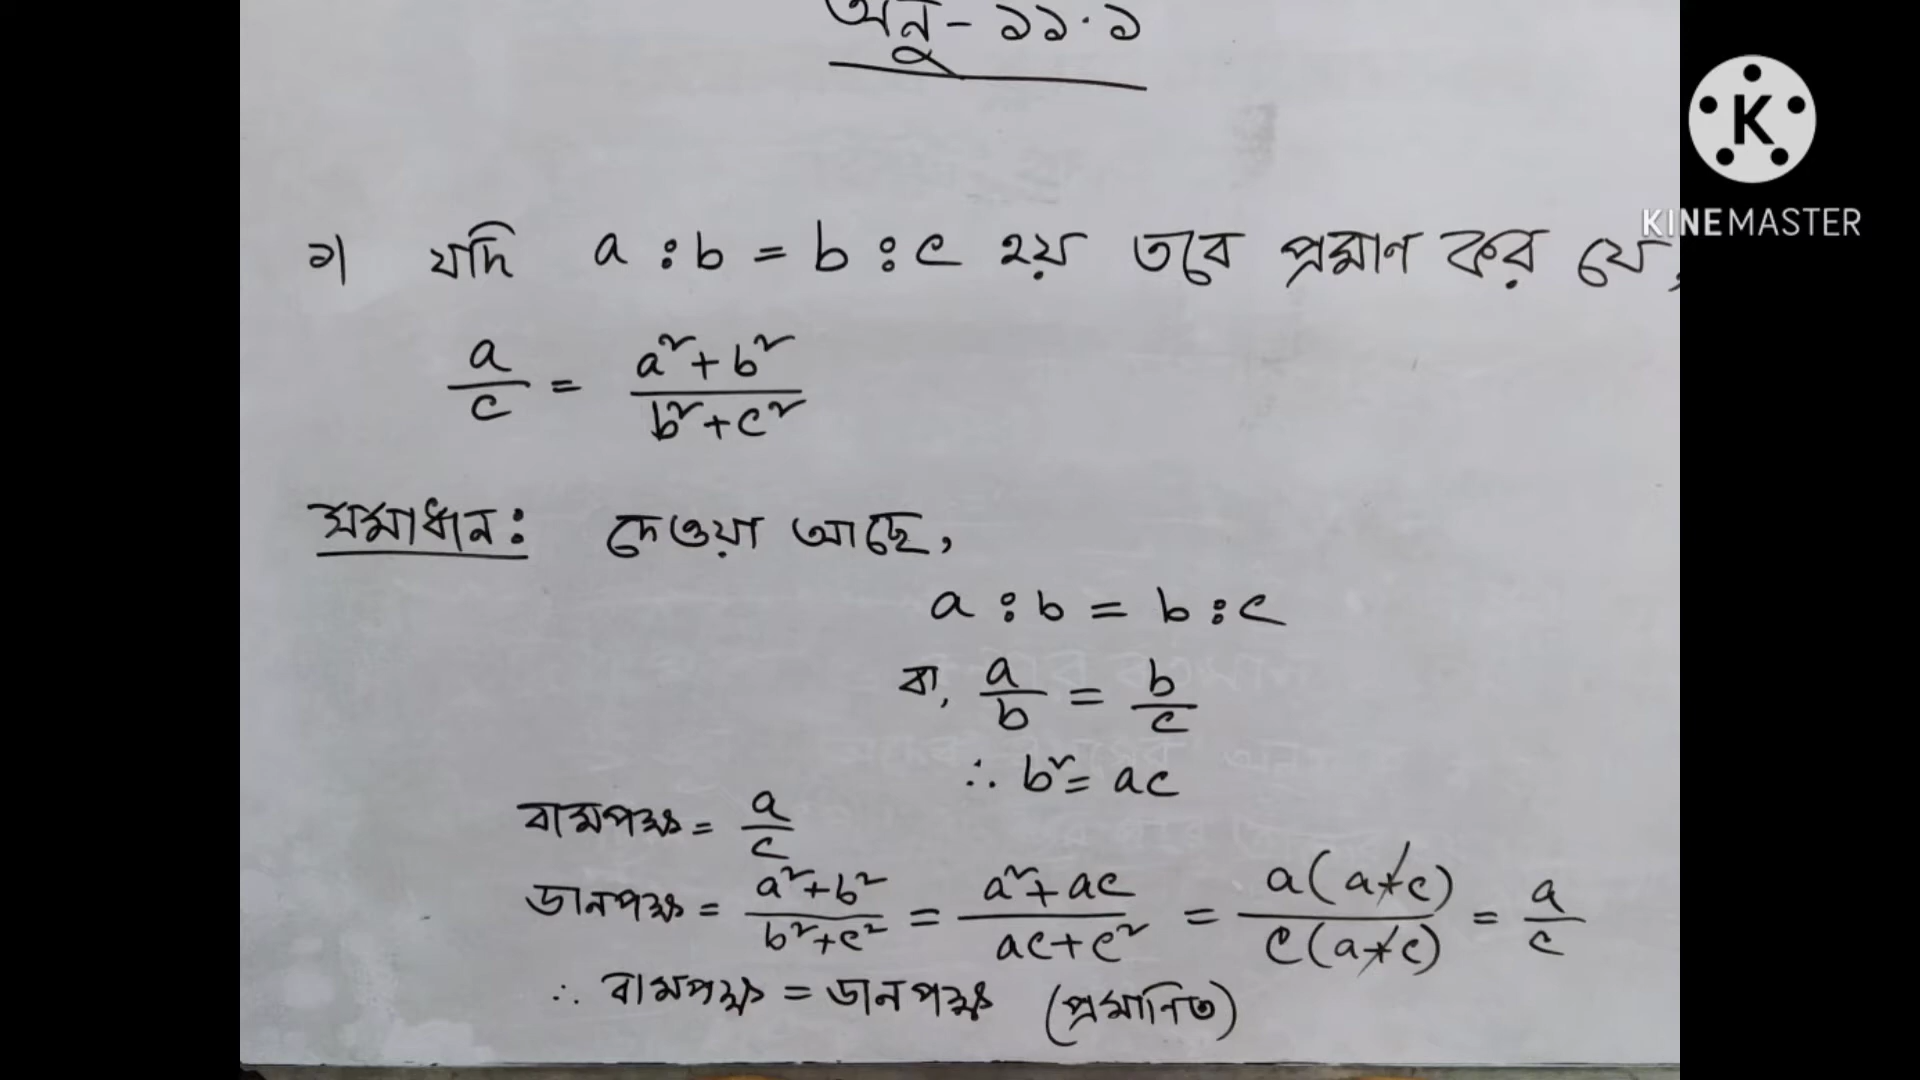 অনু - ১১.১
K
KINEMASTER
১) যদি a : b = b : c হয় তবে প্রমাণ কর যে,
a/c = (a² + b²)/(b² + c²)
সমাধান: দেওয়া আছে,
a : b = b : c
বা, a/b = b/c
∴ b² = ac
বামপক্ষ = a/c
ডানপক্ষ = (a² + b²)/(b² + c²) = (a² + ac)/(ac + c²) = a(a + c)/c(a + c) = a/c
∴ বামপক্ষ = ডানপক্ষ (প্রমানিত)